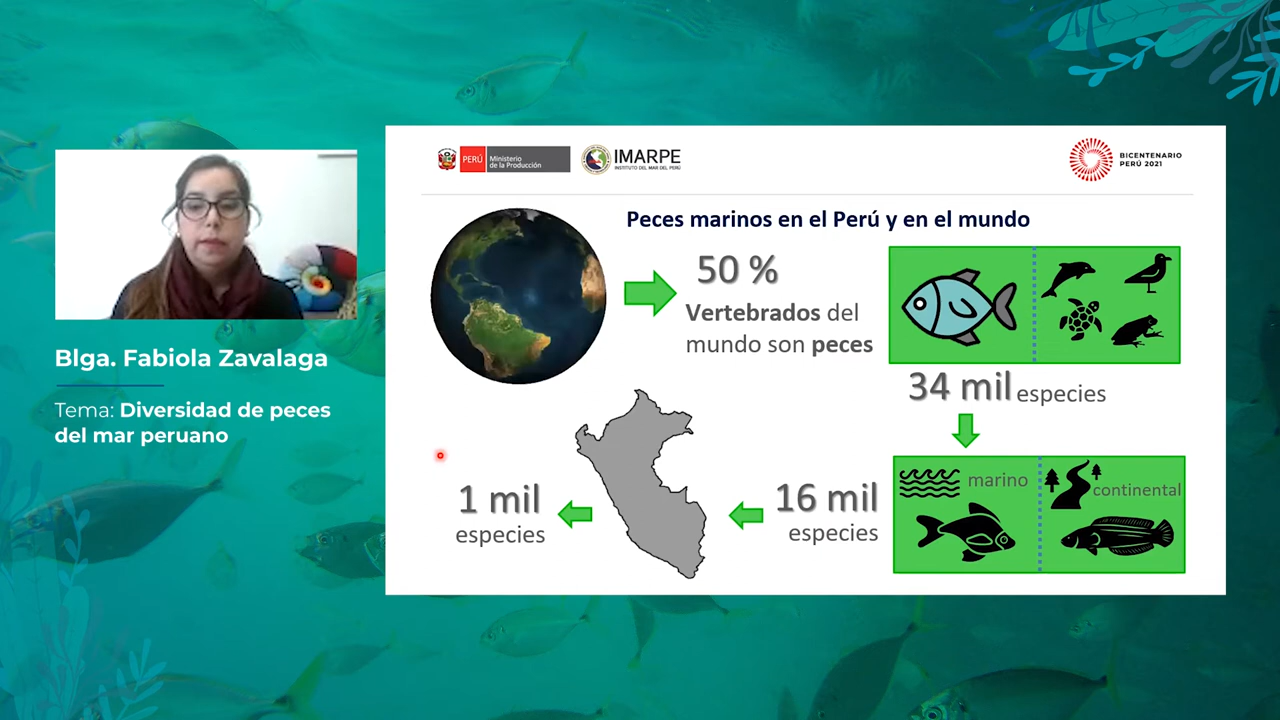 Blga. Fabiola Zavalaga
Tema: Diversidad de peces
del mar peruano
PERÚ
Ministerio
de la Producción
IMARPE
INSTITUTO DEL MAR DEL PERÚ
BICENTENARIO
PERÚ 2021
Peces marinos en el Perú y en el mundo
50 %
Vertebrados del
mundo son peces
34 mil especies
marino
continental
16 mil
especies
1 mil
especies